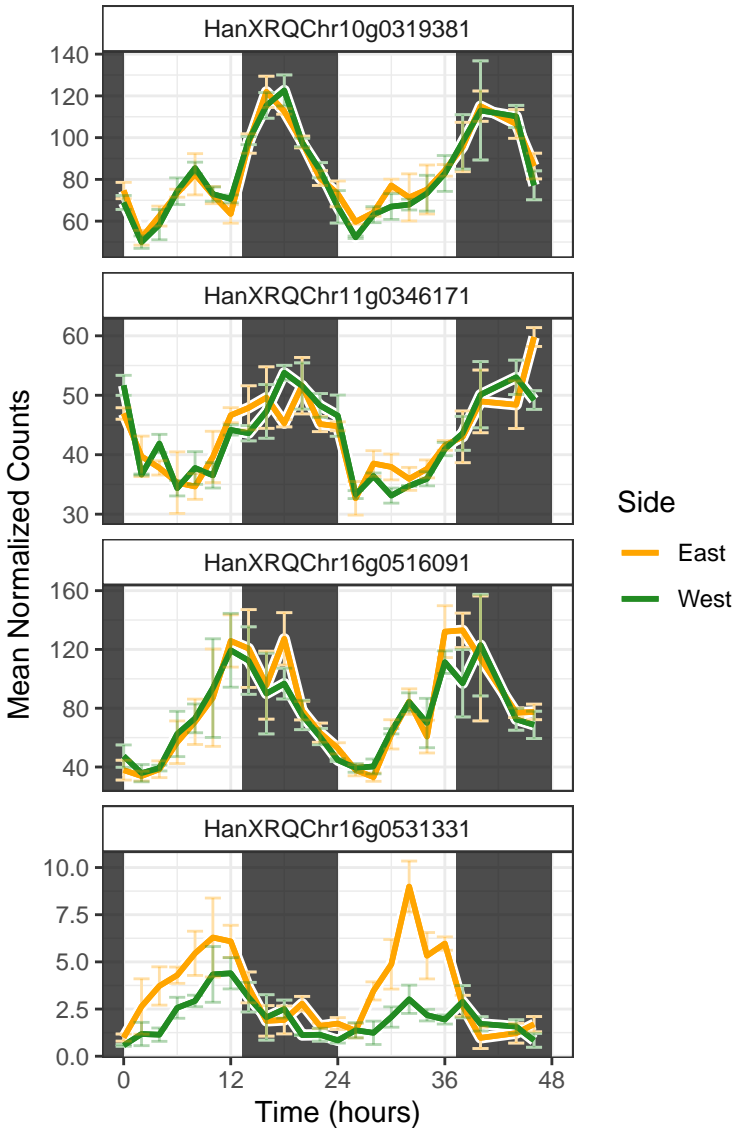 HanXRQChr10g0319381
140
120
100
80
60
HanXRQChr11g0346171
60
50
40
30
HanXRQChr16g0516091
160
120
80
40
HanXRQChr16g0531331
10.0
7.5
5.0
2.5
0.0
0 12 24 36 48
Time (hours)
Mean Normalized Counts
Side
East
West